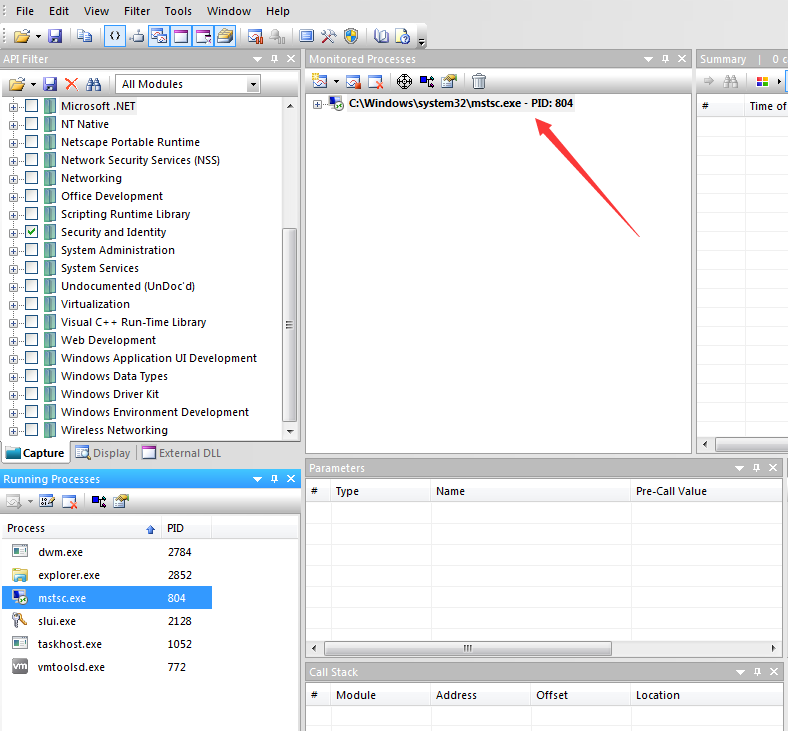 File Edit View Filter Tools Window Help
API Filter
All Modules
Microsoft .NET
NT Native
Netscape Portable Runtime
Network Security Services (NSS)
Networking
Office Development
Scripting Runtime Library
Security and Identity
System Administration
System Services
Undocumented (UnDoc'd)
Virtualization
Visual C++ Run-Time Library
Web Development
Windows Application UI Development
Windows Data Types
Windows Driver Kit
Windows Environment Development
Wireless Networking
Capture Display External DLL
Monitored Processes
C:\Windows\system32\mstsc.exe - PID: 804
Summary | 0 c
# Time of
Running Processes
Process PID
dwm.exe 2784
explorer.exe 2852
mstsc.exe 804
slui.exe 2128
taskhost.exe 1052
vm vmtoolsd.exe 772
Parameters
# Type Name Pre-Call Value
Call Stack
# Module Address Offset Location